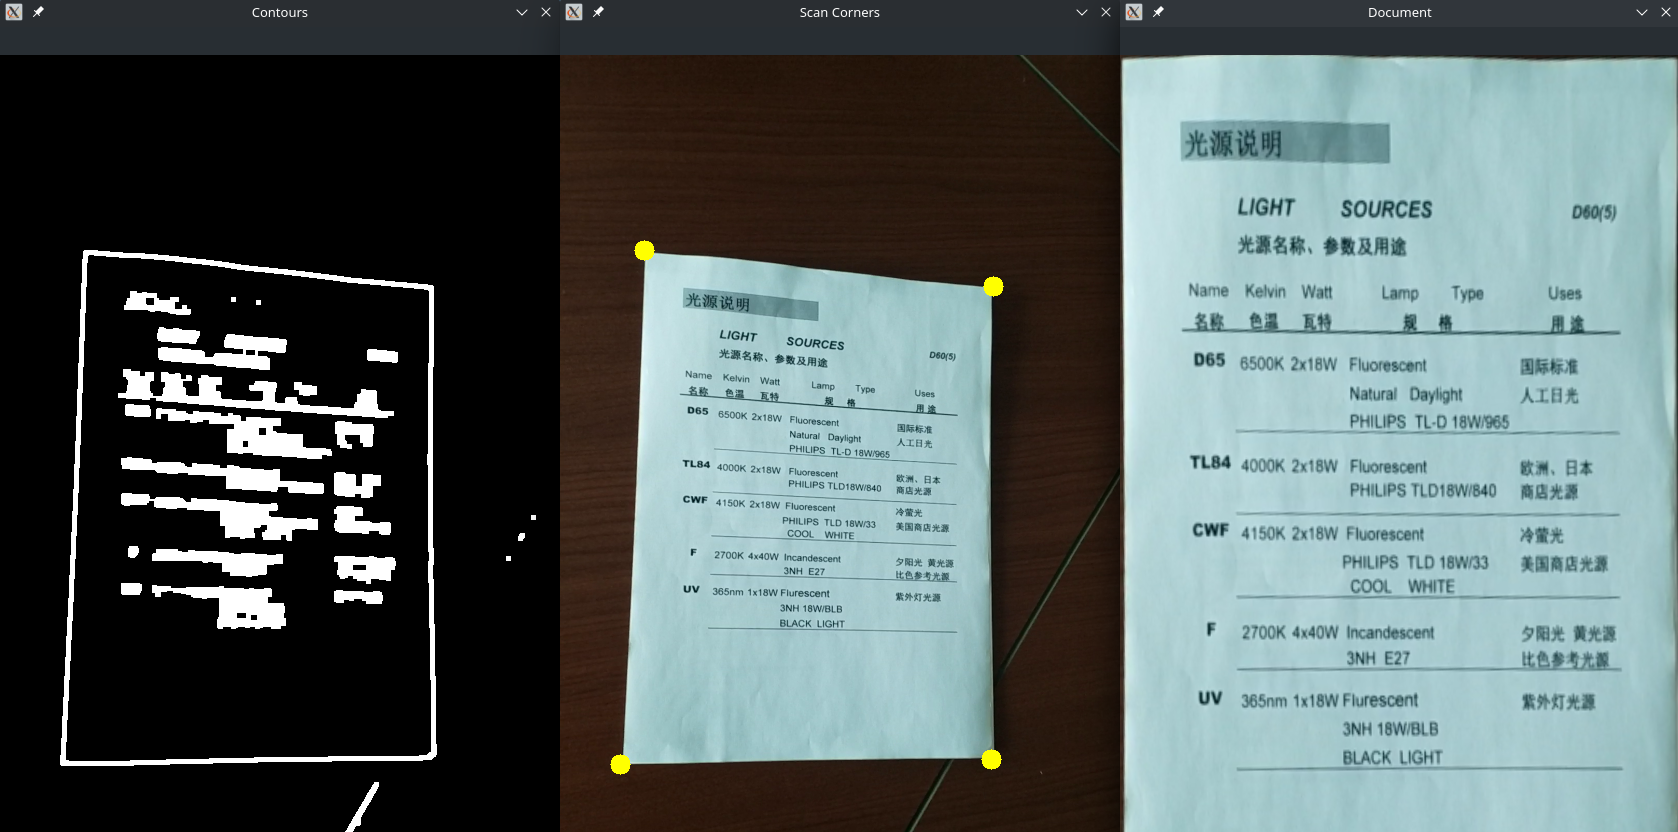 Contours
Scan Corners
Document
光源说明
LIGHT SOURCES D60(5)
光源名称、参数及用途
Name Kelvin Watt Lamp Type Uses
名称 色温 瓦特 规 格 用 途
D65 6500K 2x18W Fluorescent 国际标准
Natural Daylight 人工日光
PHILIPS TL-D 18W/965
TL84 4000K 2x18W Fluorescent 欧洲、日本
PHILIPS TLD18W/840 商店光源
CWF 4150K 2x18W Fluorescent 冷萤光
PHILIPS TLD 18W/33 美国商店光源
COOL WHITE
F 2700K 4x40W Incandescent 夕阳光 黄光源
3NH E27 比色参考光源
UV 365nm 1x18W Flurescent 紫外灯光源
3NH 18W/BLB
BLACK LIGHT
光源说明
LIGHT SOURCES D60(5)
光源名称、参数及用途
Name Kelvin Watt Lamp Type Uses
名称 色温 瓦特 规 格 用 途
D65 6500K 2x18W Fluorescent 国际标准
Natural Daylight 人工日光
PHILIPS TL-D 18W/965
TL84 4000K 2x18W Fluorescent 欧洲、日本
PHILIPS TLD18W/840 商店光源
CWF 4150K 2x18W Fluorescent 冷萤光
PHILIPS TLD 18W/33 美国商店光源
COOL WHITE
F 2700K 4x40W Incandescent 夕阳光 黄光源
3NH E27 比色参考光源
UV 365nm 1x18W Flurescent 紫外灯光源
3NH 18W/BLB
BLACK LIGHT